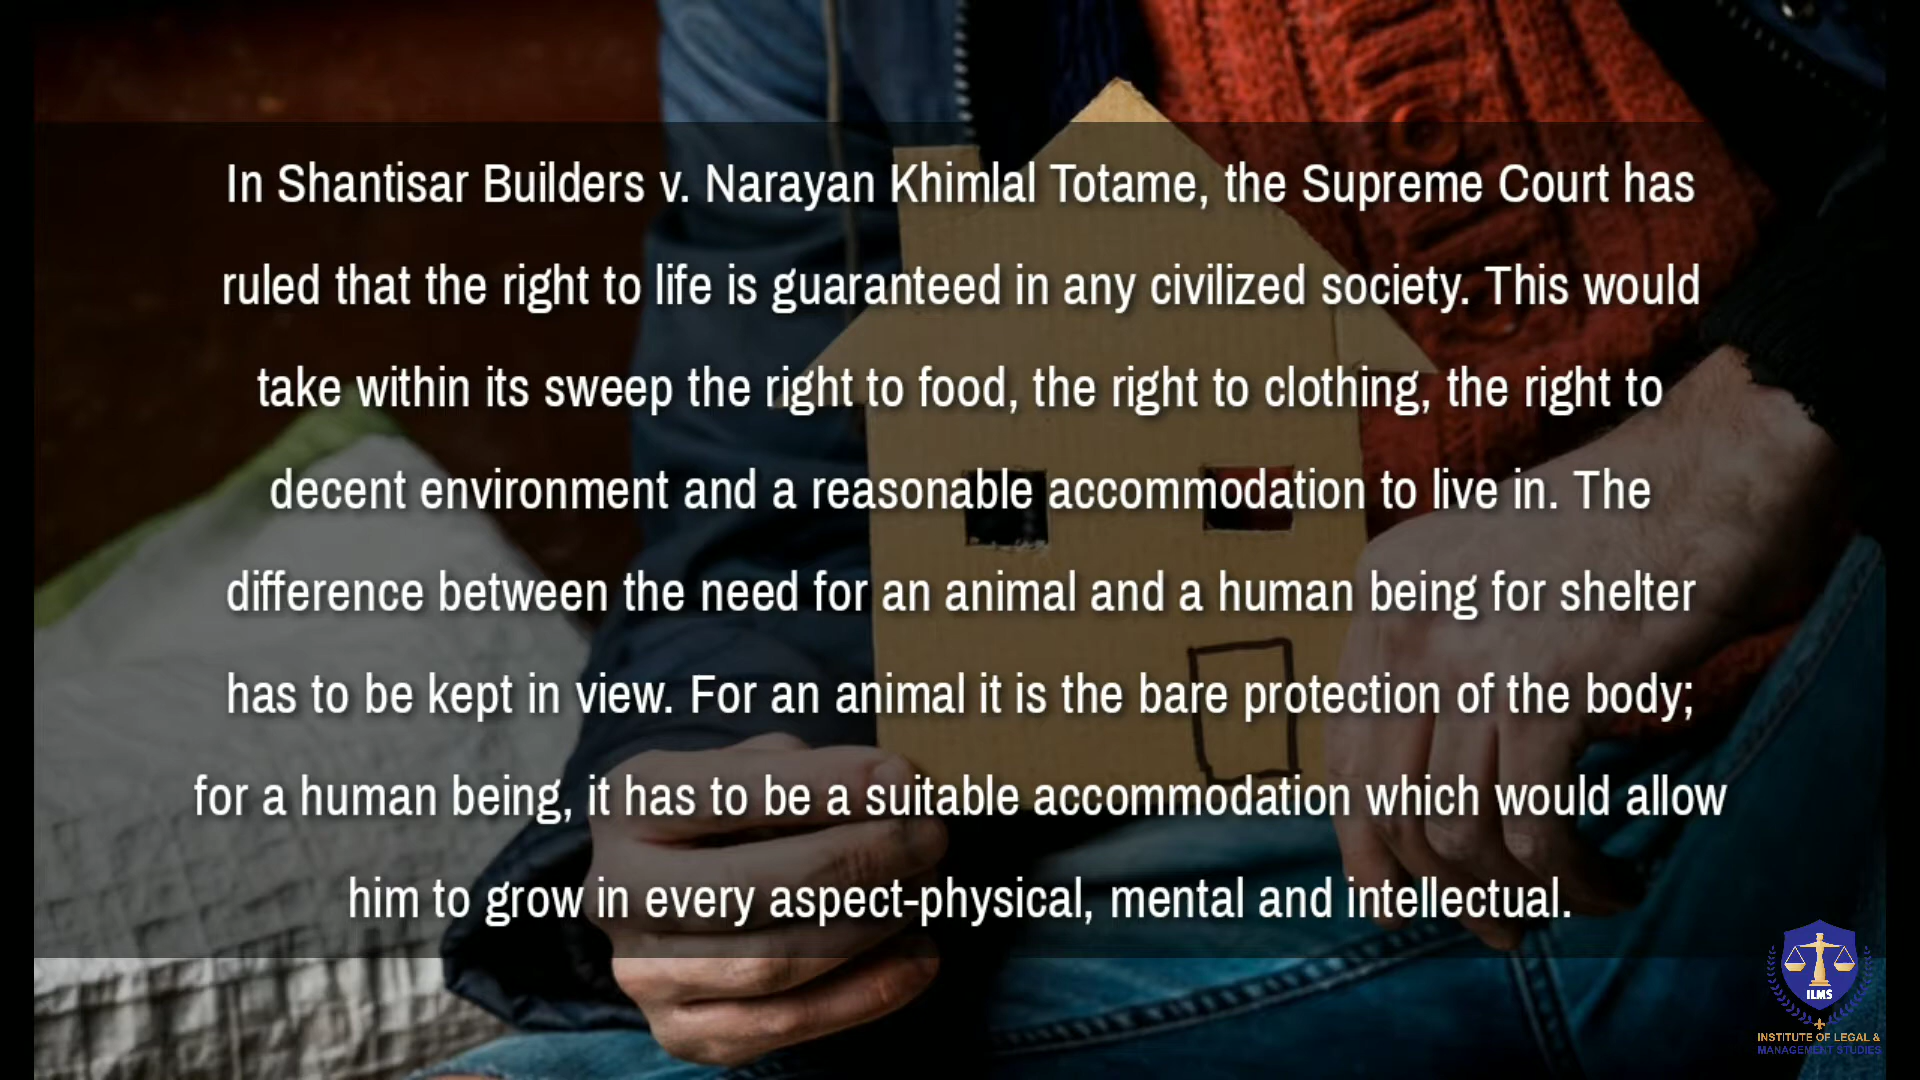 In Shantisar Builders v. Narayan Khimlal Totame, the Supreme Court has
ruled that the right to life is guaranteed in any civilized society. This would
take within its sweep the right to food, the right to clothing, the right to
decent environment and a reasonable accommodation to live in. The
difference between the need for an animal and a human being for shelter
has to be kept in view. For an animal it is the bare protection of the body;
for a human being, it has to be a suitable accommodation which would allow
him to grow in every aspect-physical, mental and intellectual.
ILMS
INSTITUTE OF LEGAL &
MANAGEMENT STUDIES